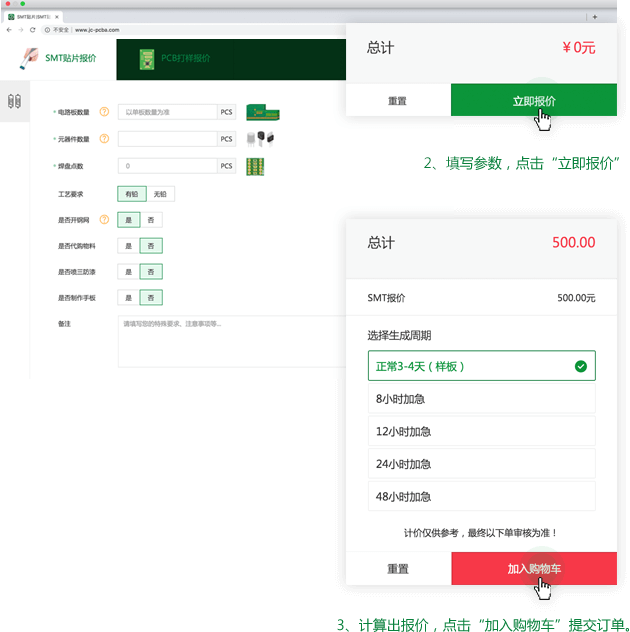 SMT贴片(SMT加
不安全 | www.jc-pcba.com
SMT贴片报价
PCB打样报价
* 电路板数量 ? 以单板数量为准 PCS
* 元器件数量 ? PCS
* 焊盘点数 0 PCS
工艺要求 有铅 无铅
是否开钢网 ? 是 否
是否代购物料 是 否
是否喷三防漆 是 否
是否制作手板 是 否
备注 请填写您的特殊要求、注意事项等...
总计 ￥0元
重置 立即报价
2、填写参数，点击“立即报价”
总计 500.00
SMT报价 500.00元
选择生成周期
正常3-4天（样板）
8小时加急
12小时加急
24小时加急
48小时加急
计价仅供参考，最终以下单审核为准！
重置 加入购物车
3、计算出报价，点击“加入购物车”提交订单。